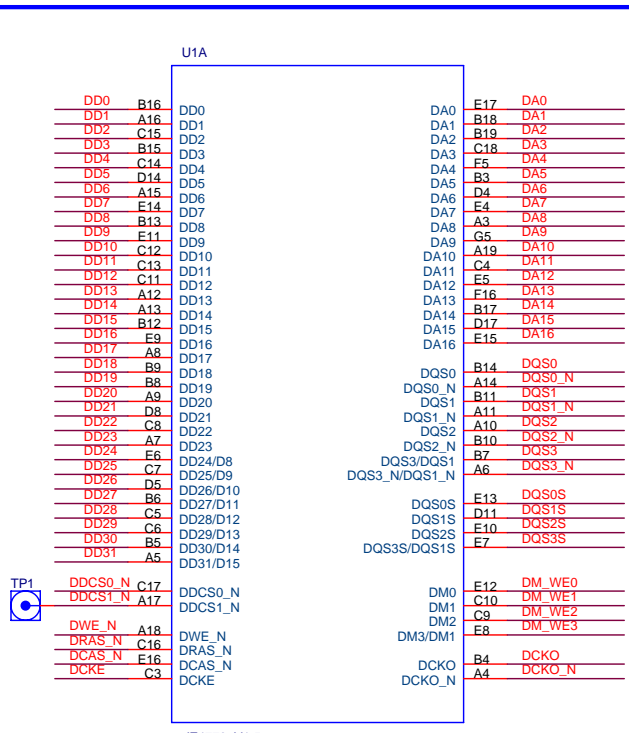 U1A
DD0 B16 DD0
DD1 A16 DD1
DD2 C15 DD2
DD3 B15 DD3
DD4 C14 DD4
DD5 D14 DD5
DD6 A15 DD6
DD7 E14 DD7
DD8 B13 DD8
DD9 E11 DD9
DD10 C12 DD10
DD11 C13 DD11
DD12 C11 DD12
DD13 A12 DD13
DD14 A13 DD14
DD15 B12 DD15
DD16 E9 DD16
DD17 A8 DD17
DD18 B9 DD18
DD19 B8 DD19
DD20 A9 DD20
DD21 D8 DD21
DD22 C8 DD22
DD23 A7 DD23
DD24 E6 DD24/D8
DD25 C7 DD25/D9
DD26 D5 DD26/D10
DD27 B6 DD27/D11
DD28 C5 DD28/D12
DD29 C6 DD29/D13
DD30 B5 DD30/D14
DD31 A5 DD31/D15
TP1
DDCS0_N C17 DDCS0_N
DDCS1_N A17 DDCS1_N
DWE_N A18 DWE_N
DRAS_N C16 DRAS_N
DCAS_N E16 DCAS_N
DCKE C3 DCKE
DA0 E17 DA0
DA1 B18 DA1
DA2 B19 DA2
DA3 C18 DA3
DA4 F5 DA4
DA5 B3 DA5
DA6 D4 DA6
DA7 E4 DA7
DA8 A3 DA8
DA9 G5 DA9
DA10 A19 DA10
DA11 C4 DA11
DA12 E5 DA12
DA13 F16 DA13
DA14 B17 DA14
DA15 D17 DA15
DA16 E15 DA16
DQS0 B14 DQS0
DQS0_N A14 DQS0_N
DQS1 B11 DQS1
DQS1_N A11 DQS1_N
DQS2 A10 DQS2
DQS2_N B10 DQS2_N
DQS3/DQS1 B7 DQS3
DQS3_N/DQS1_N A6 DQS3_N
DQS0S E13 DQS0S
DQS1S D11 DQS1S
DQS2S E10 DQS2S
DQS3S/DQS1S E7 DQS3S
DM0 E12 DM_WE0
DM1 C10 DM_WE1
DM2 C9 DM_WE2
DM3/DM1 E8 DM_WE3
DCKO B4 DCKO
DCKO_N A4 DCKO_N